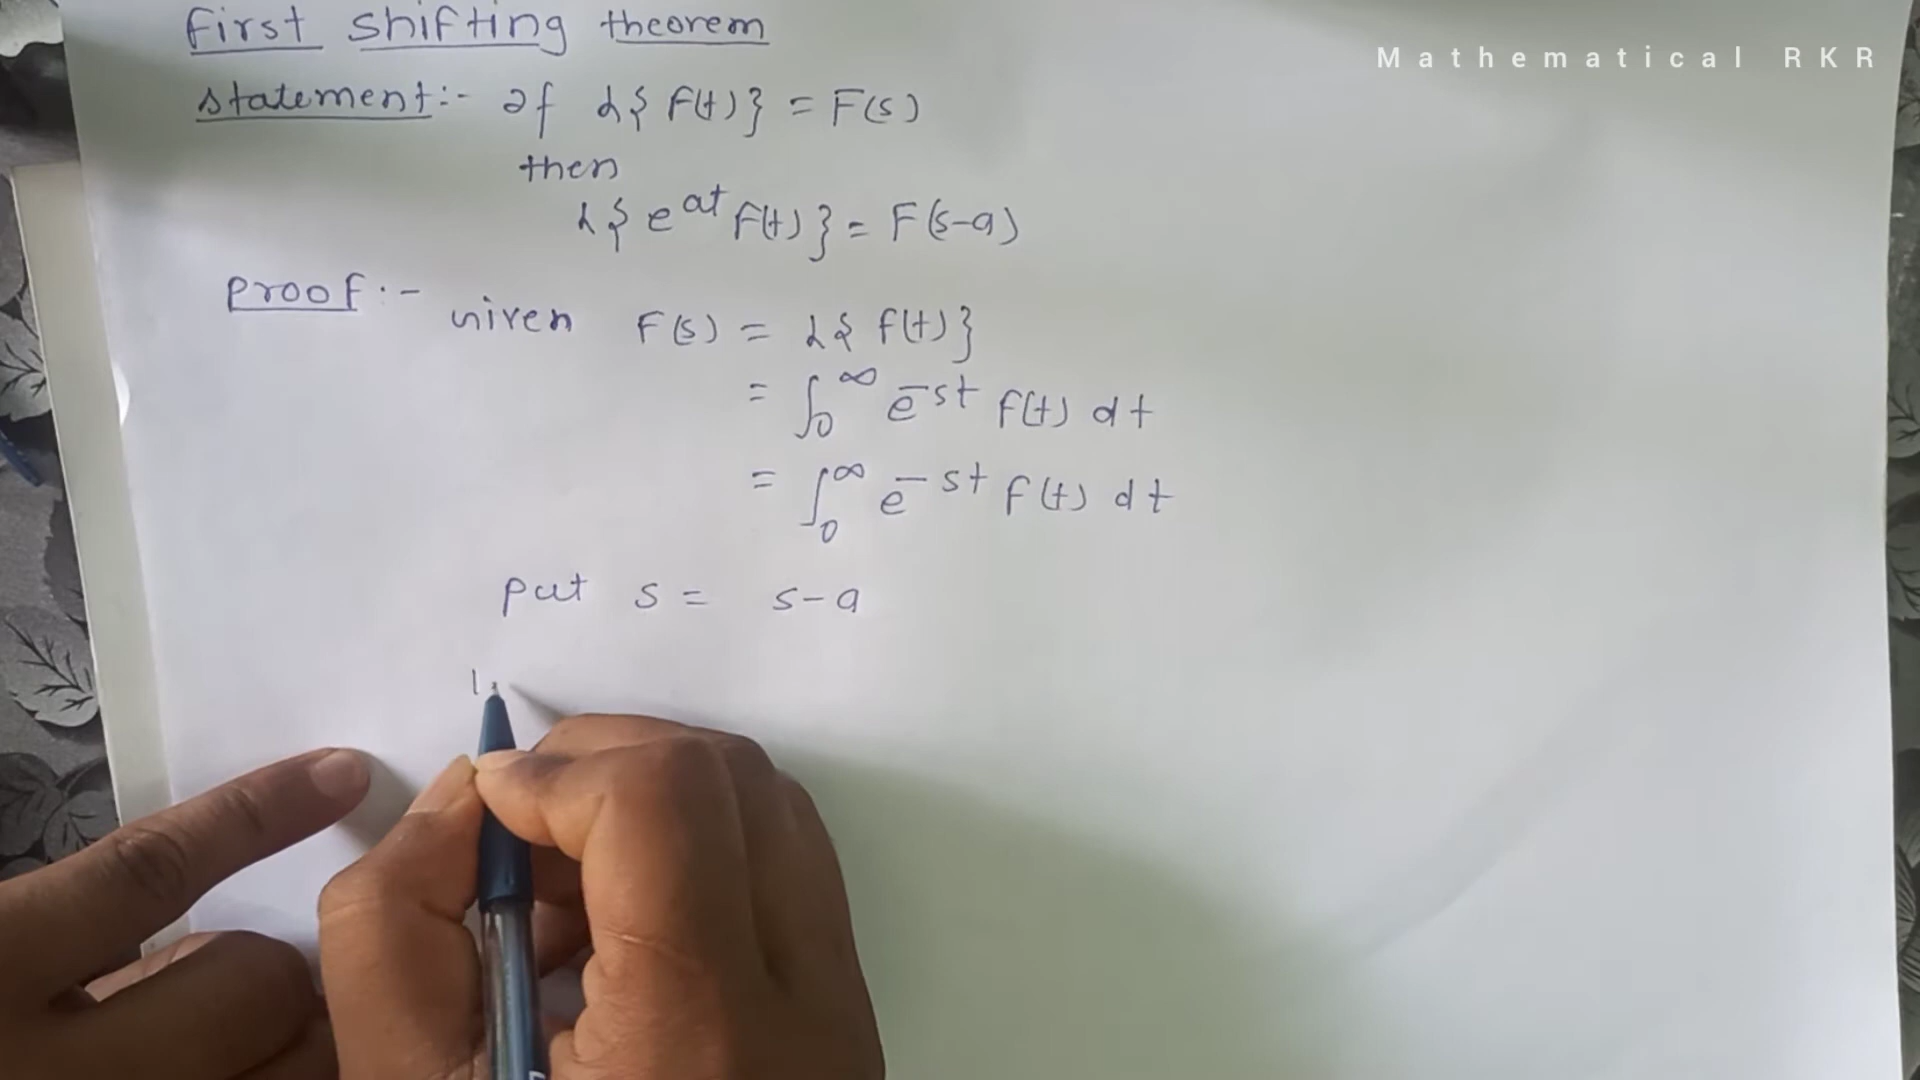 First shifting theorem
Mathematical RKR
statement:- If L{F(t)} = F(s)
then
L{e^at F(t)} = F(s-a)
Proof:- Given F(s) = L{f(t)}
= ∫0^∞ e^-st f(t) dt
= ∫0^∞ e^-st f(t) dt
put s = s-a